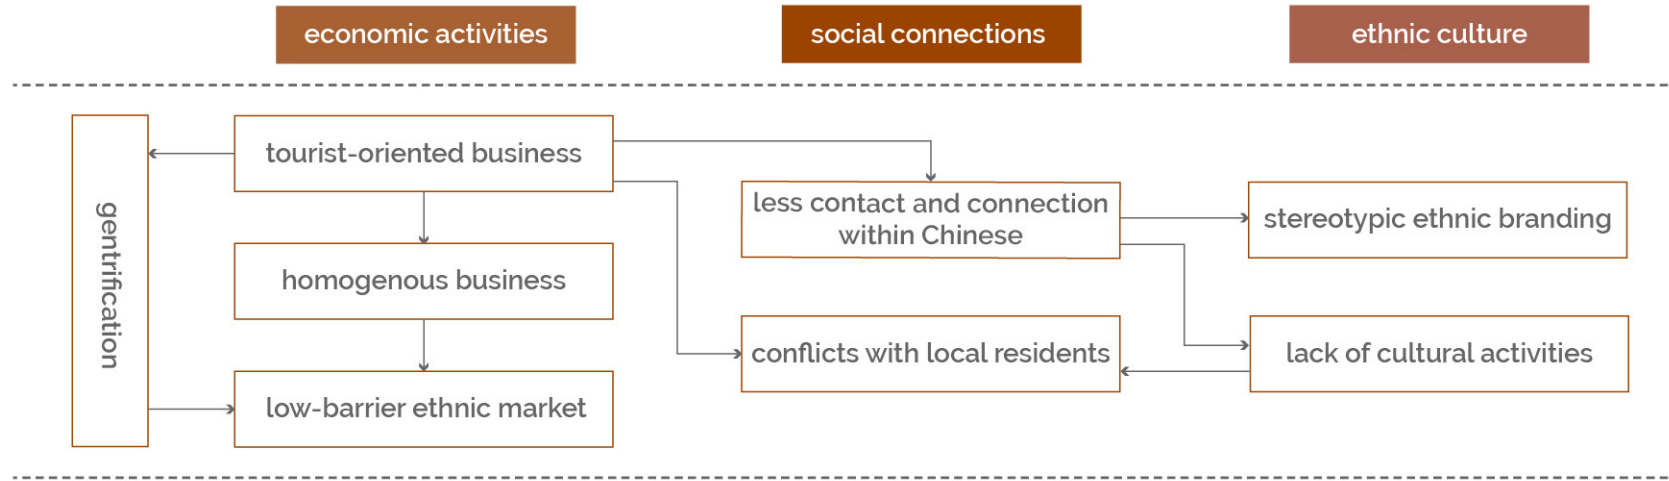 economic activities
social connections
ethnic culture
gentrification
tourist-oriented business
homogenous business
low-barrier ethnic market
less contact and connection
within Chinese
conflicts with local residents
stereotypic ethnic branding
lack of cultural activities